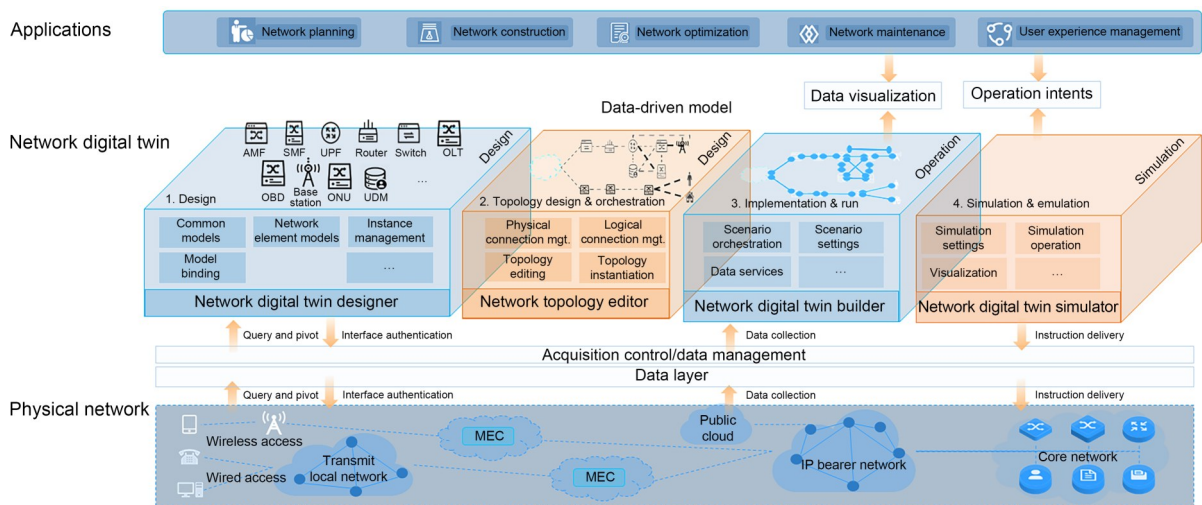 Applications
Network planning
Network construction
Network optimization
Network maintenance
User experience management
Data visualization
Operation intents
Data-driven model
Network digital twin
AMF
SMF
UPF
Router
Switch
OLT
OBD
Base
station
ONU
UDM
…
Design
1. Design
Common
models
Network
element models
Instance
management
Model
binding
…
Network digital twin designer
Design
2. Topology design & orchestration
Physical
connection mgt.
Logical
connection mgt.
Topology
editing
Topology
instantiation
Network topology editor
Operation
3. Implementation & run
Scenario
orchestration
Scenario
settings
Data services
…
Network digital twin builder
Simulation
4. Simulation & emulation
Simulation
settings
Simulation
operation
Visualization
…
Network digital twin simulator
Query and pivot
Interface authentication
Data collection
Instruction delivery
Acquisition control/data management
Data layer
Query and pivot
Interface authentication
Data collection
Instruction delivery
Physical network
Wireless access
Wired access
Transmit
local network
MEC
MEC
Public
cloud
IP bearer network
Core network